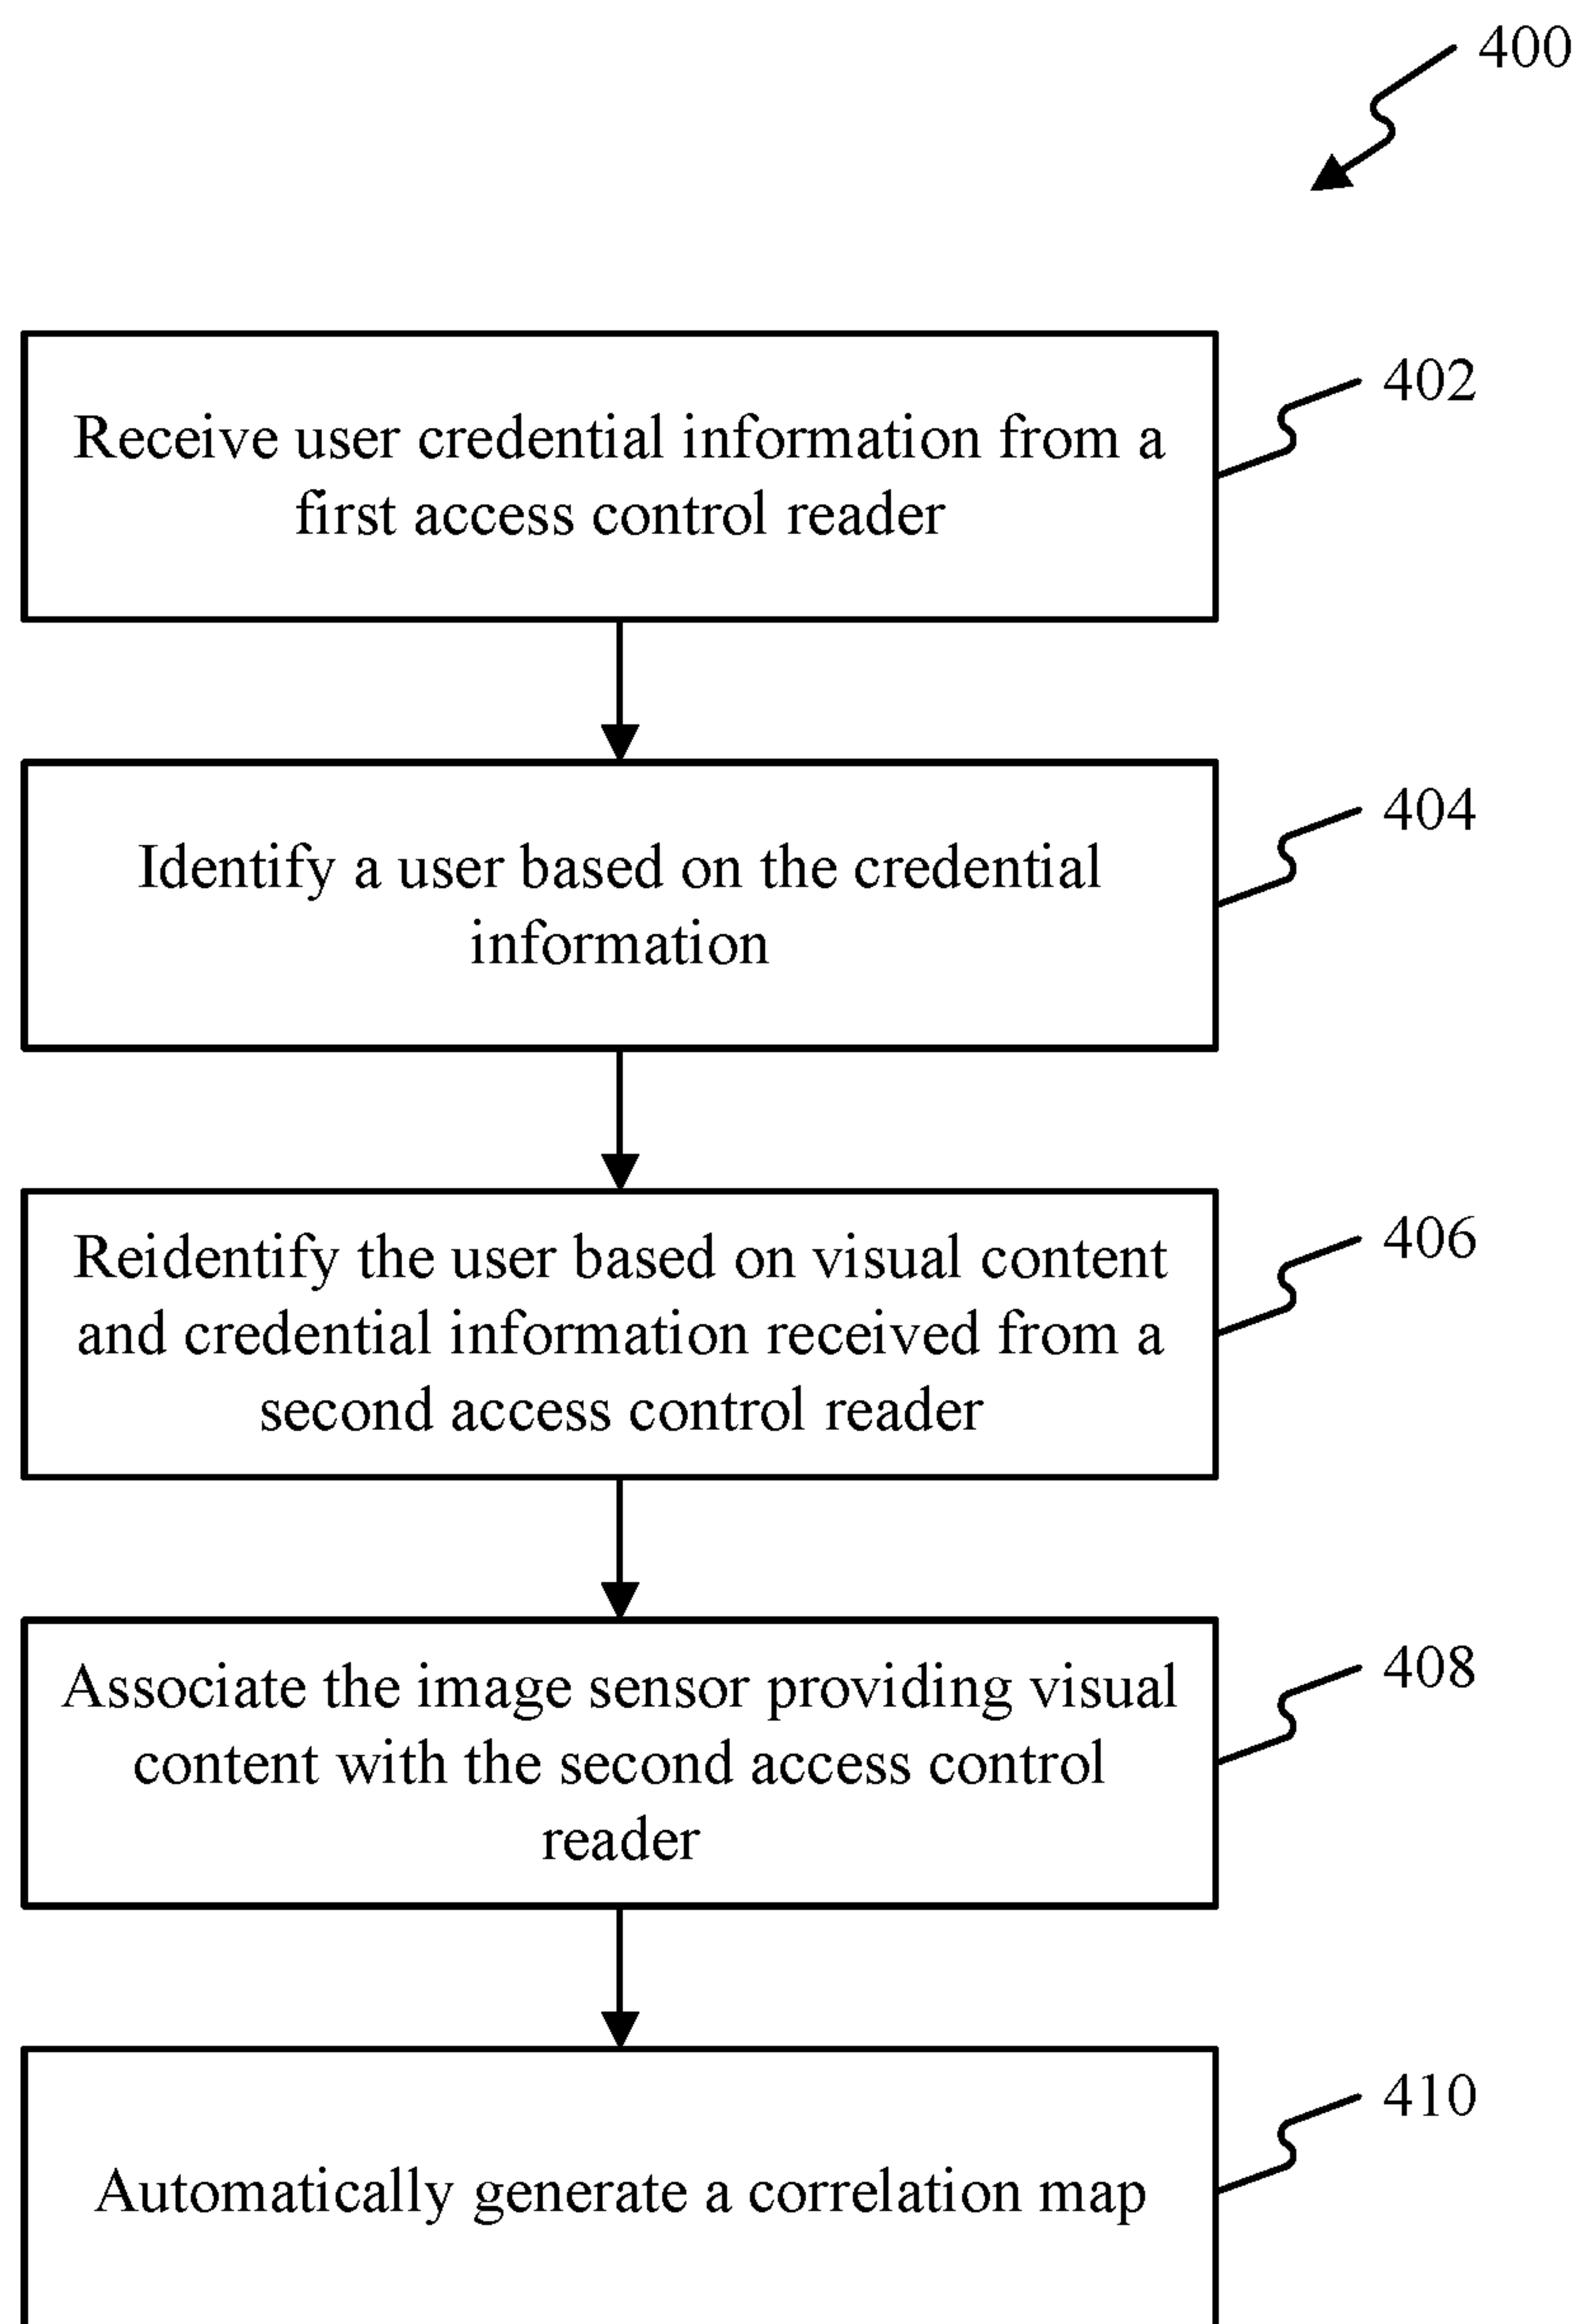 400
Receive user credential information from a
first access control reader
402
Identify a user based on the credential
information
404
Reidentify the user based on visual content
and credential information received from a
second access control reader
406
Associate the image sensor providing visual
content with the second access control
reader
408
Automatically generate a correlation map
410